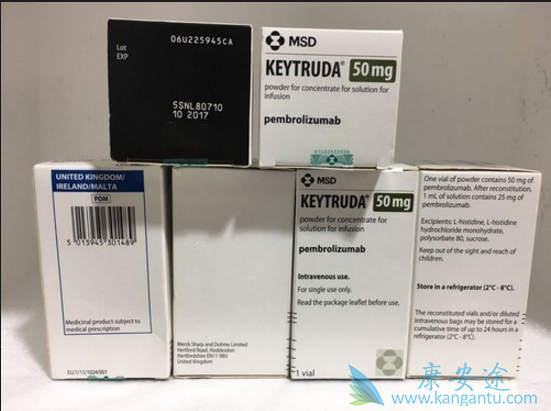 06U225945CA
Lot
EXP
5SNL80710
10 2017
MSD
KEYTRUDA® 50 mg
powder for concentrate for solution for
infusion
pembrolizumab
UNITED KINGDOM/
IRELAND/MALTA
POM
5 013945 301489
Medicinal product subject to
medical prescription
EU/1/15/1024/001
Merck Sharp and Dohme Limited
Hertford Road, Hoddesdon
Hertfordshire EN11 9BU
United Kingdom
MSD
KEYTRUDA® 50 mg
powder for concentrate for
solution for infusion
pembrolizumab
Intravenous use.
For single use only.
Read the package leaflet before use.
1 vial
One vial of powder contains 50 mg of
pembrolizumab. After reconstitution,
1 mL of solution contains 25 mg of
pembrolizumab.
Excipients: L-histidine, L-histidine
hydrochloride monohydrate,
polysorbate 80, sucrose.
Keep out of the sight and reach of
children.
Store in a refrigerator (2°C - 8°C).
The reconstituted vials and/or diluted
intravenous bags may be stored for a
cumulative time of up to 24 hours in a
refrigerator (2°C - 8°C).
康安途
www.kangantu.com